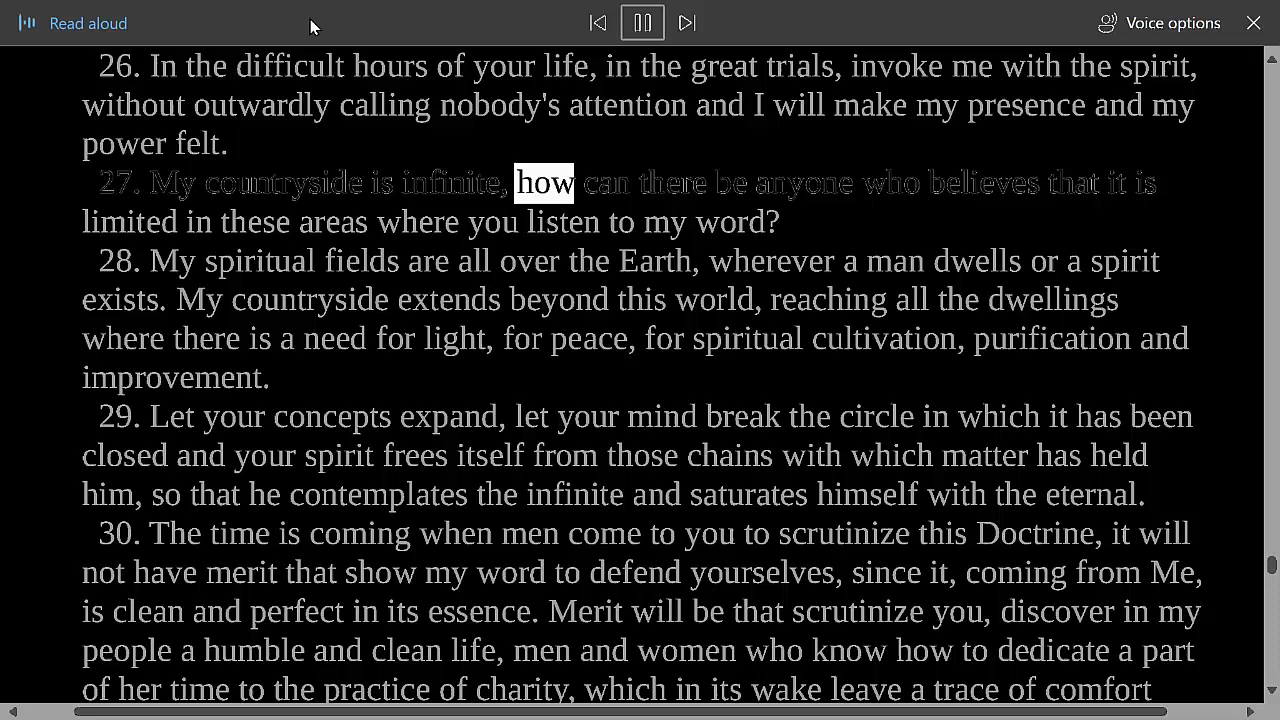 Read aloud
Voice options
26. In the difficult hours of your life, in the great trials, invoke me with the spirit,
without outwardly calling nobody's attention and I will make my presence and my
power felt.
27. My countryside is infinite, how can there be anyone who believes that it is
limited in these areas where you listen to my word?
28. My spiritual fields are all over the Earth, wherever a man dwells or a spirit
exists. My countryside extends beyond this world, reaching all the dwellings
where there is a need for light, for peace, for spiritual cultivation, purification and
improvement.
29. Let your concepts expand, let your mind break the circle in which it has been
closed and your spirit frees itself from those chains with which matter has held
him, so that he contemplates the infinite and saturates himself with the eternal.
30. The time is coming when men come to you to scrutinize this Doctrine, it will
not have merit that show my word to defend yourselves, since it, coming from Me,
is clean and perfect in its essence. Merit will be that scrutinize you, discover in my
people a humble and clean life, men and women who know how to dedicate a part
of her time to the practice of charity, which in its wake leave a trace of comfort